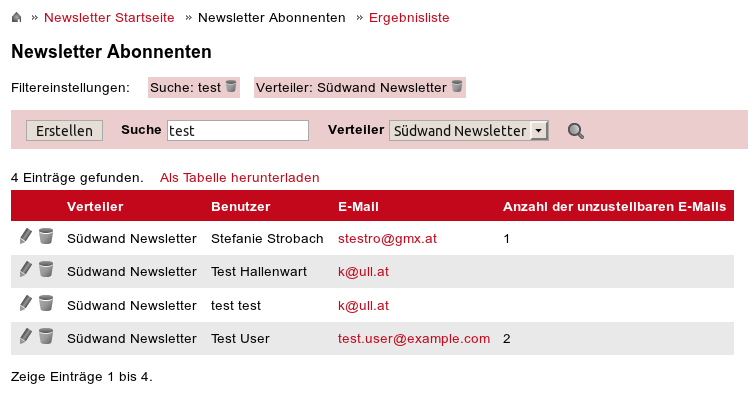 Newsletter Startseite » Newsletter Abonnenten » Ergebnisliste
Newsletter Abonnenten
Filtereinstellungen: Suche: test Verteiler: Südwand Newsletter
Erstellen Suche test Verteiler Südwand Newsletter
4 Einträge gefunden. Als Tabelle herunterladen
Verteiler Benutzer E-Mail Anzahl der unzustellbaren E-Mails
Südwand Newsletter Stefanie Strobach stestro@gmx.at 1
Südwand Newsletter Test Hallenwart k@ull.at
Südwand Newsletter test test k@ull.at
Südwand Newsletter Test User test.user@example.com 2
Zeige Einträge 1 bis 4.